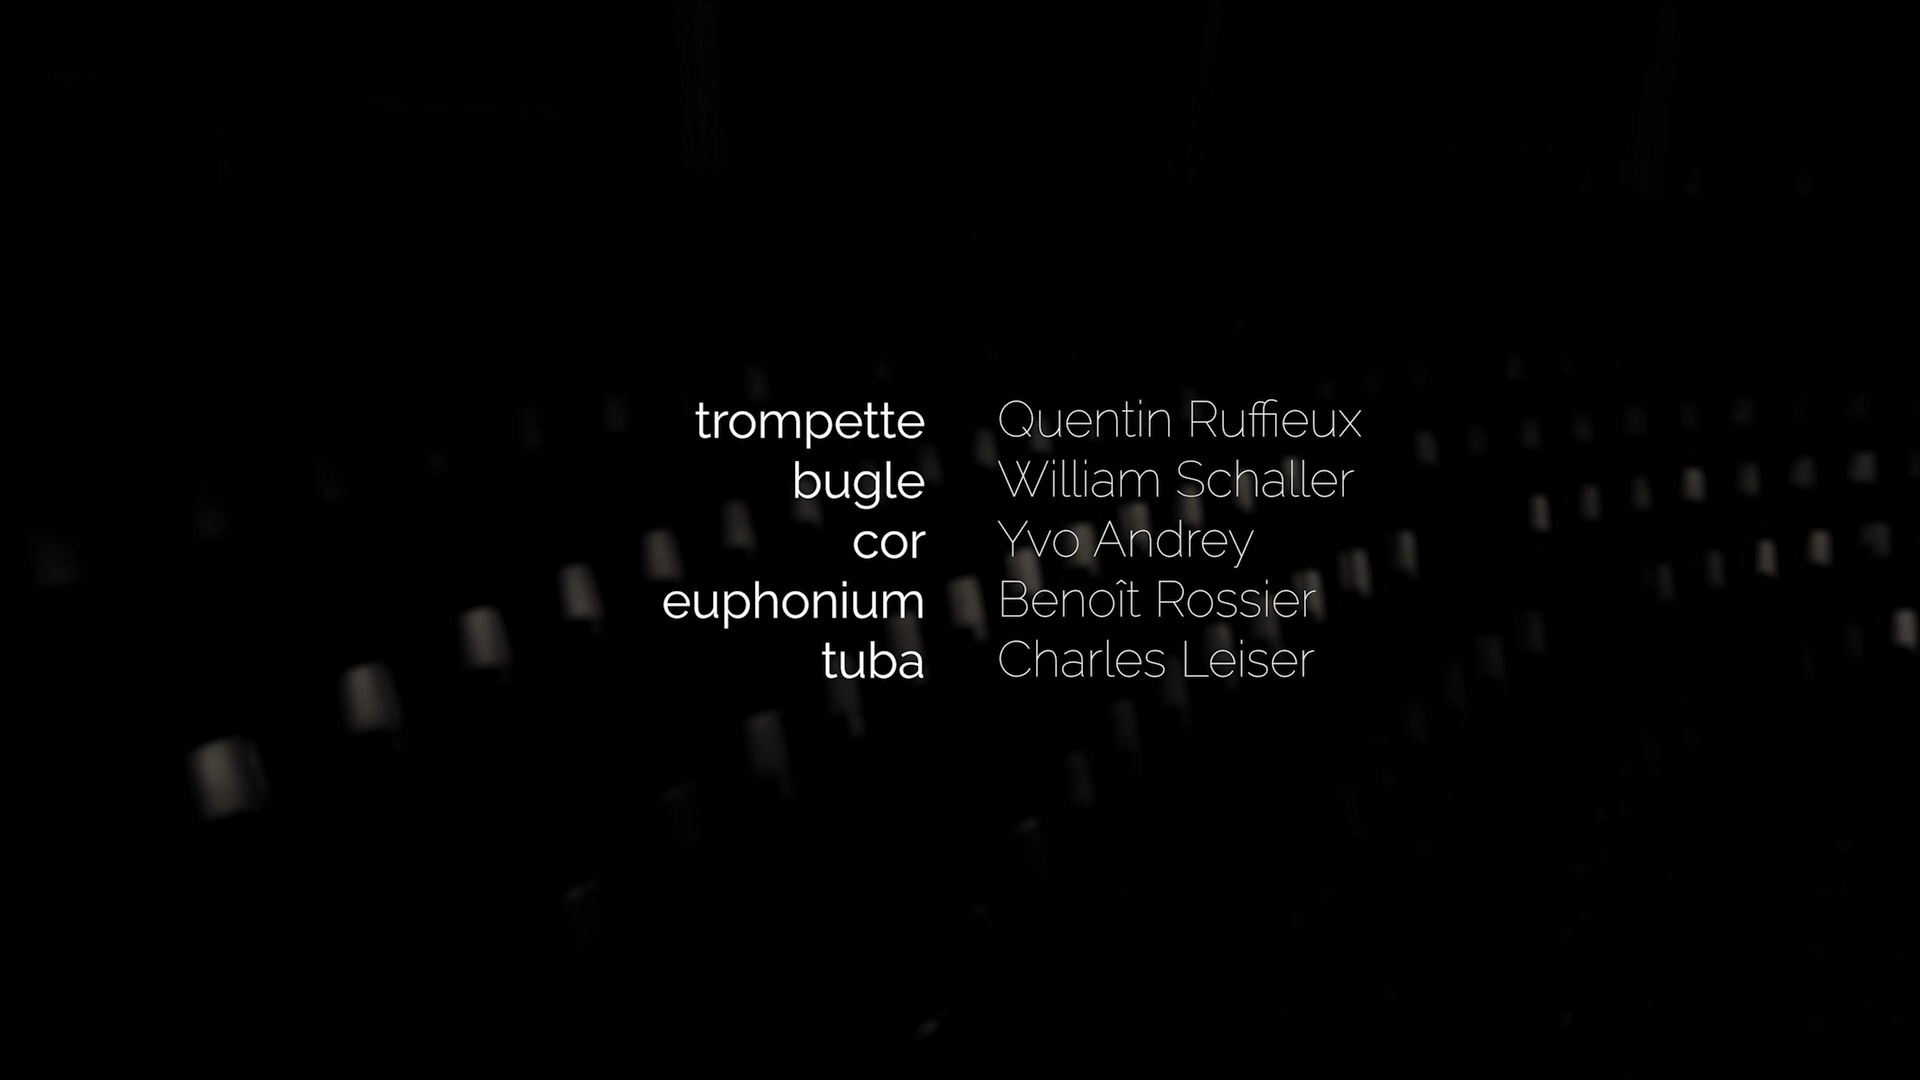 trompette Quentin Ruffieux
bugle William Schaller
cor Yvo Andrey
euphonium Benoît Rossier
tuba Charles Leiser